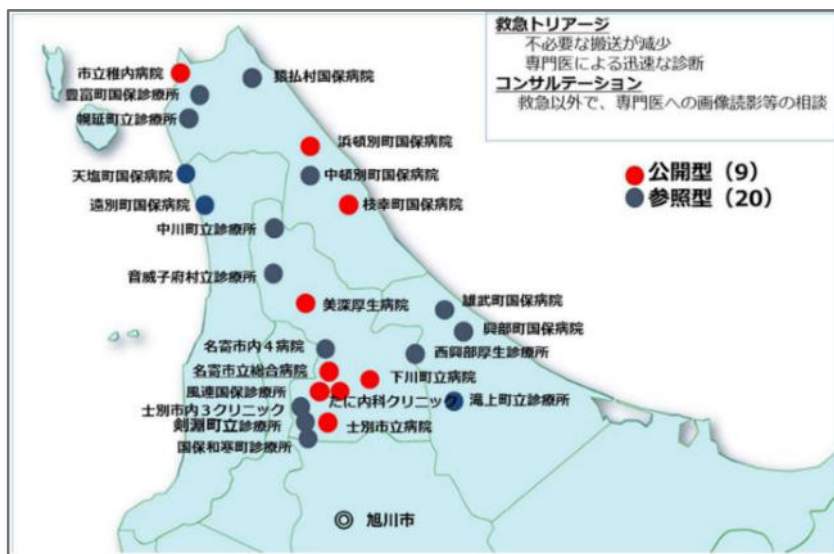 救急トリアージ
不必要な搬送が減少
専門医による迅速な診断
コンサルテーション
救急以外で、専門医への画像読影等の相談
公開型（9）
参照型（20）
市立稚内病院
猿払村国保病院
豊富町国保診療所
幌延町立診療所
浜頓別町国保病院
天塩町国保病院
中頓別町国保病院
遠別町国保病院
枝幸町国保病院
中川町立診療所
音威子府村立診療所
美深厚生病院
雄武町国保病院
興部町国保病院
名寄市内４病院
西興部厚生診療所
名寄市立総合病院
下川町立病院
風連国保診療所
たに内科クリニック
滝上町立診療所
士別市内３クリニック
剣淵町立診療所
士別市立病院
国保和寒町診療所
旭川市